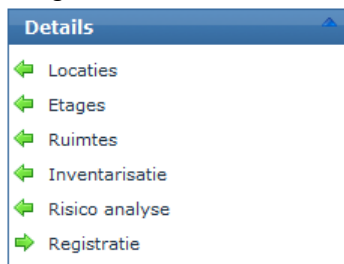 Details
Locaties
Etages
Ruimtes
Inventarisatie
Risico analyse
Registratie